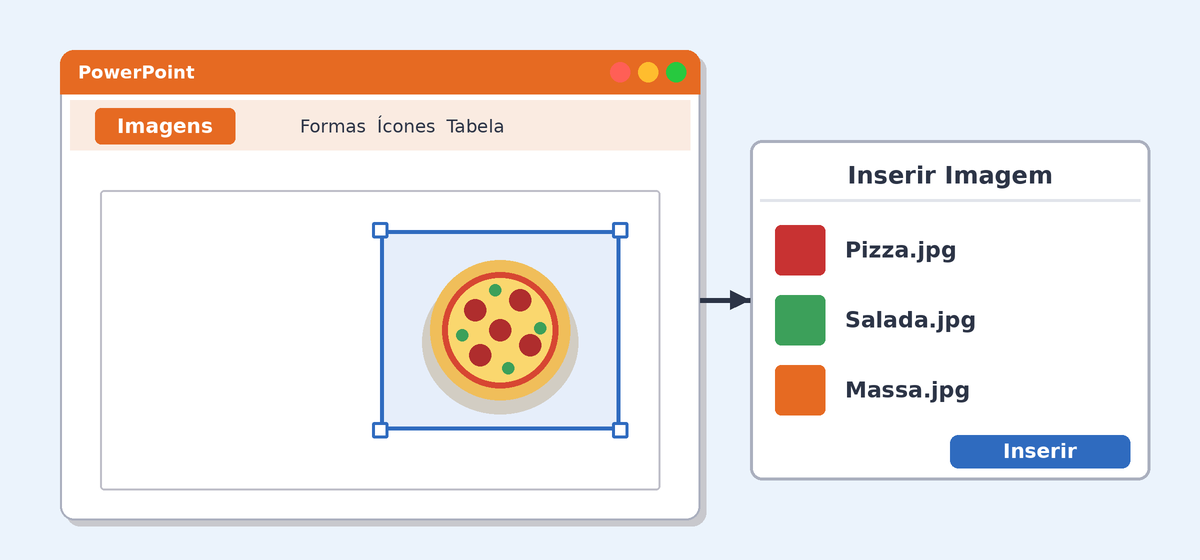 PowerPoint
Imagens
Formas Ícones Tabela
Inserir Imagem
Pizza.jpg
Salada.jpg
Massa.jpg
Inserir